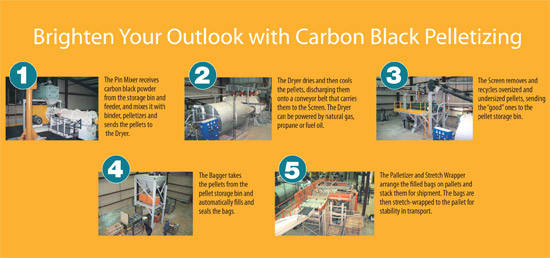 Brighten Your Outlook with Carbon Black Pelletizing
1
The Pin Mixer receives
carbon black powder
from the storage bin and
feeder, and mixes it with
binder, pelletizes and
sends the pellets to
the Dryer.
2
The Dryer dries and then cools
the pellets, discharging them
onto a conveyor belt that carries
them to the Screen. The Dryer
can be powered by natural gas,
propane or fuel oil.
3
The Screen removes and
recycles oversized and
undersized pellets, sending
the “good” ones to the
pellet storage bin.
4
The Bagger takes
the pellets from the
pellet storage bin and
automatically fills and
seals the bags.
5
The Palletizer and Stretch Wrapper
arrange the filled bags on pallets and
stack them for shipment. The bags are
then stretch-wrapped to the pallet for
stability in transport.